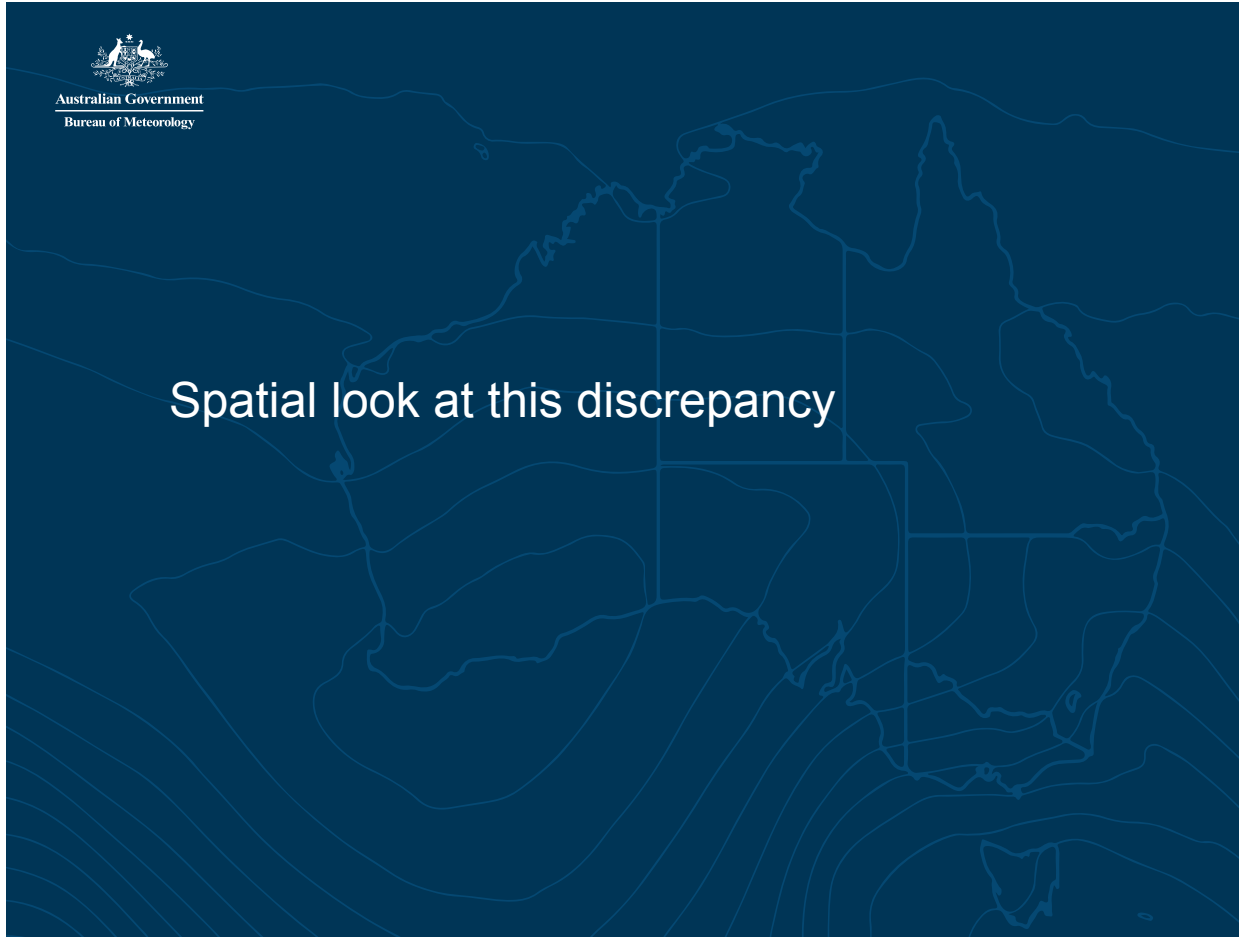 Australian Government
Bureau of Meteorology
Spatial look at this discrepancy